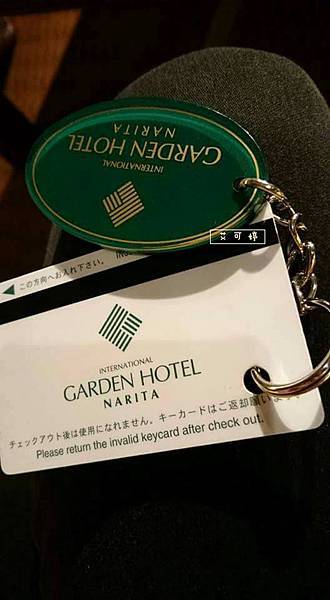 INTERNATIONAL
GARDEN HOTEL
NARITA
艾可婷
この方向へお入れ下さい。
INTERNATIONAL
GARDEN HOTEL
NARITA
チェックアウト後は使用になれません。キーカードはご返却願い
Please return the invalid keycard after check out.